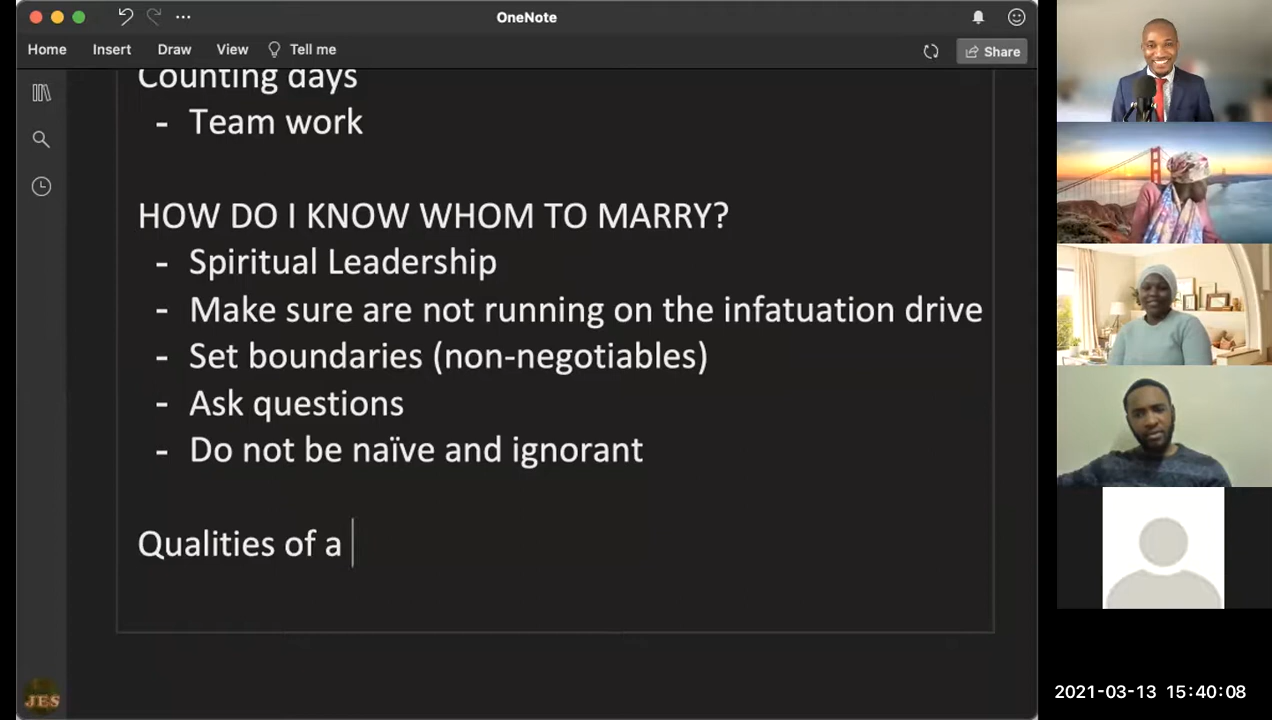 OneNote
Home Insert Draw View Tell me Share
Counting days
- Team work
HOW DO I KNOW WHOM TO MARRY?
- Spiritual Leadership
- Make sure are not running on the infatuation drive
- Set boundaries (non-negotiables)
- Ask questions
- Do not be naïve and ignorant
Qualities of a
JES
2021-03-13 15:40:08